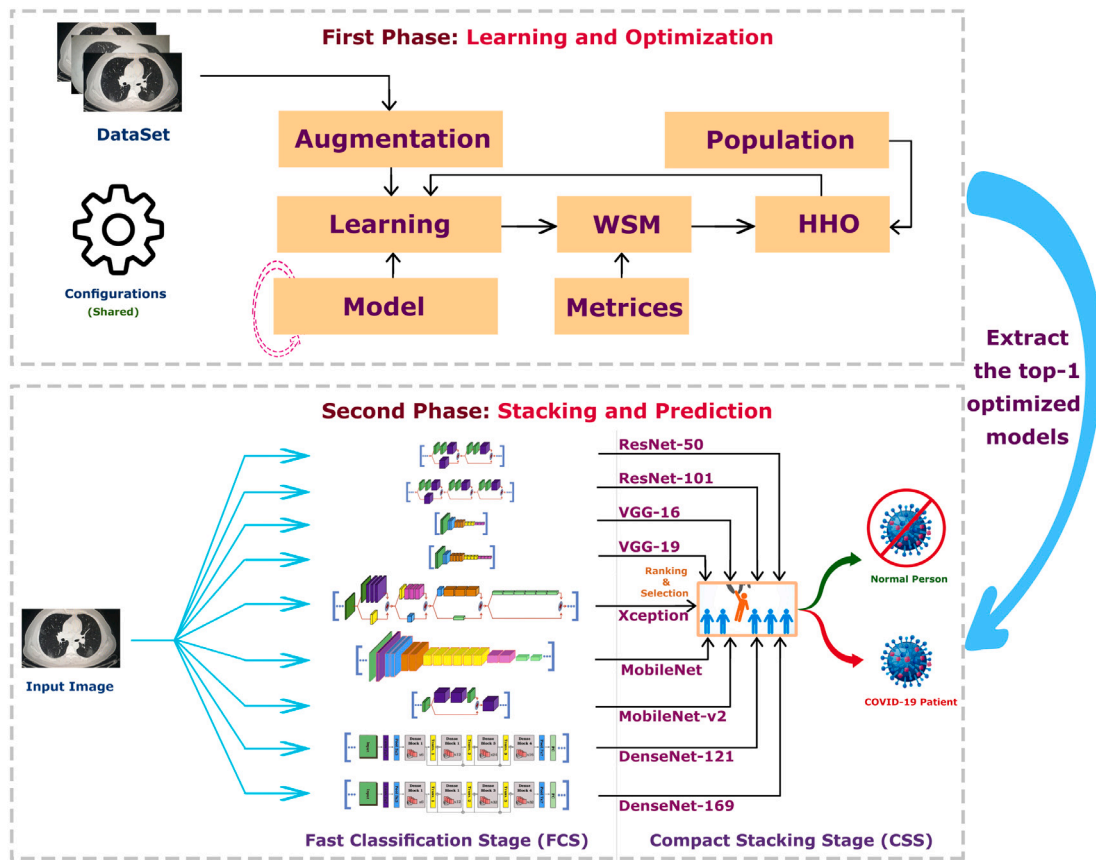 First Phase: Learning and Optimization
DataSet
Augmentation
Population
Learning
WSM
HHO
Configurations
(Shared)
Model
Metrices
Extract
the top-1
optimized
models
Second Phase: Stacking and Prediction
ResNet-50
ResNet-101
VGG-16
VGG-19
Ranking
&
Selection
Xception
MobileNet
MobileNet-v2
DenseNet-121
DenseNet-169
Normal Person
COVID-19 Patient
Input Image
Fast Classification Stage (FCS)
Compact Stacking Stage (CSS)